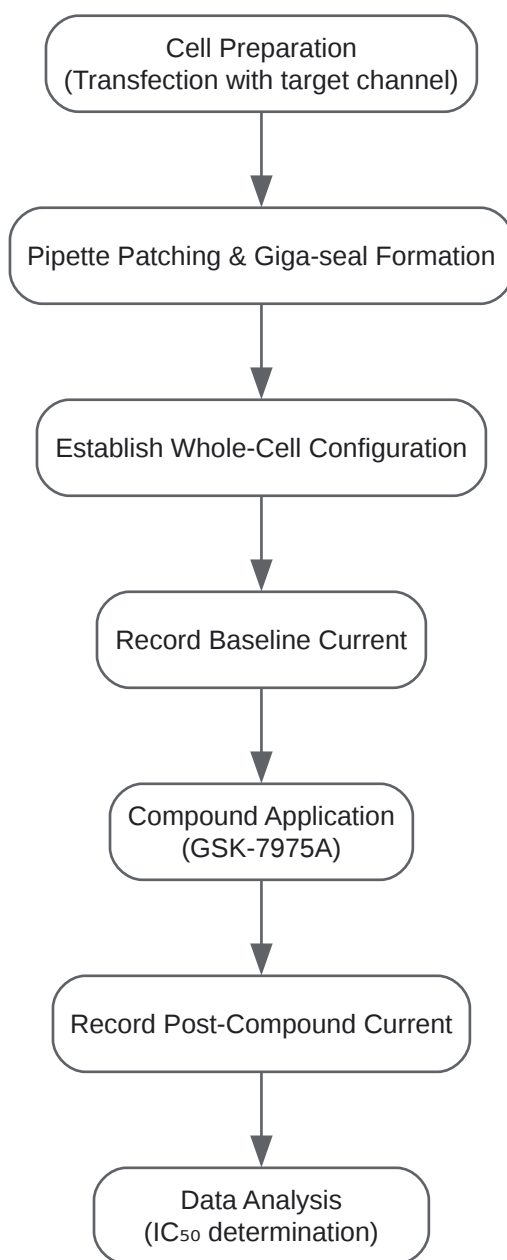 Cell Preparation
(Transfection with target channel)
Pipette Patching & Giga-seal Formation
Establish Whole-Cell Configuration
Record Baseline Current
Compound Application
(GSK-7975A)
Record Post-Compound Current
Data Analysis
(IC₅₀ determination)